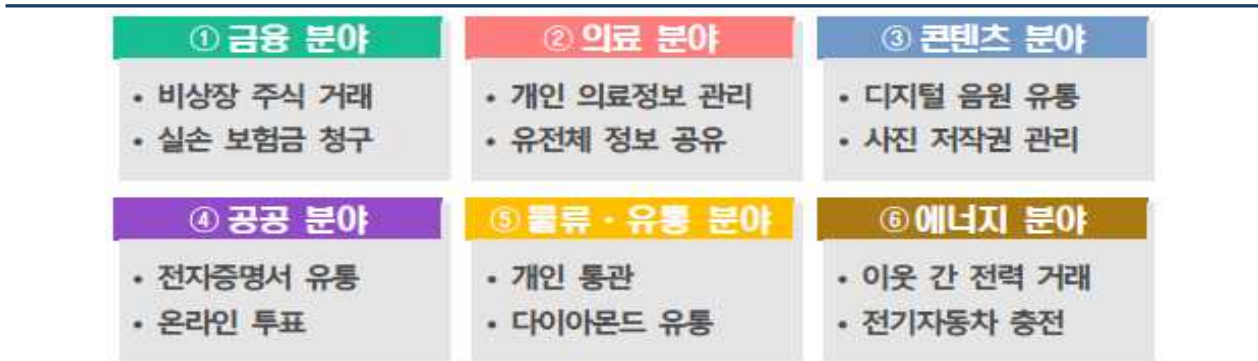 ① 금융 분야
• 비상장 주식 거래
• 실손 보험금 청구
② 의료 분야
• 개인 의료정보 관리
• 유전체 정보 공유
③ 콘텐츠 분야
• 디지털 음원 유통
• 사진 저작권 관리
④ 공공 분야
• 전자증명서 유통
• 온라인 투표
⑤ 물류 · 유통 분야
• 개인 통관
• 다이아몬드 유통
⑥ 에너지 분야
• 이웃 간 전력 거래
• 전기자동차 충전